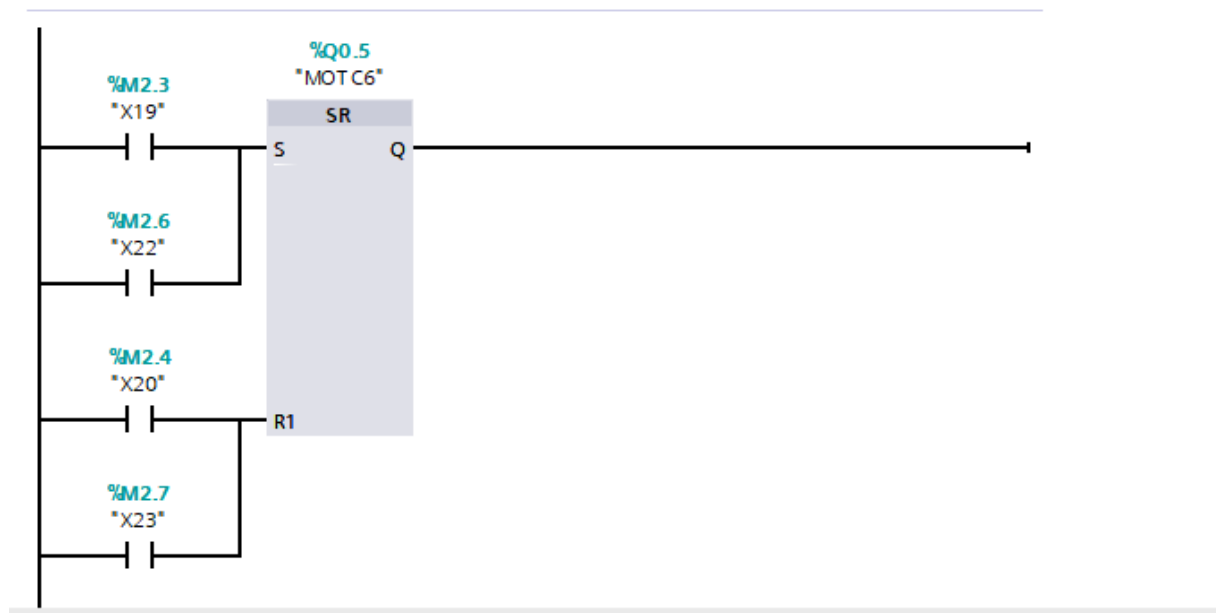 %Q0.5
"MOT C6"
%M2.3
"X19"
SR
S Q
%M2.6
"X22"
%M2.4
"X20"
R1
%M2.7
"X23"